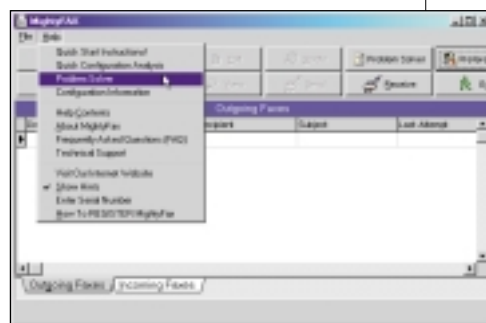 MightyFAX
File Help
Quick Start Instructions!
Quick Configuration Analysis
Problem Solver
Configuration Information
Help Contents
About MightyFax
Frequently Asked Questions (FAQ)
Technical Support
Visit Our Internet Website
Show Hints
Enter Serial Number
How To REGISTER MightyFax
Problem Solver
Receive
Outgoing Faxes
Subject
Last Attempt
Outgoing Faxes
Incoming Faxes